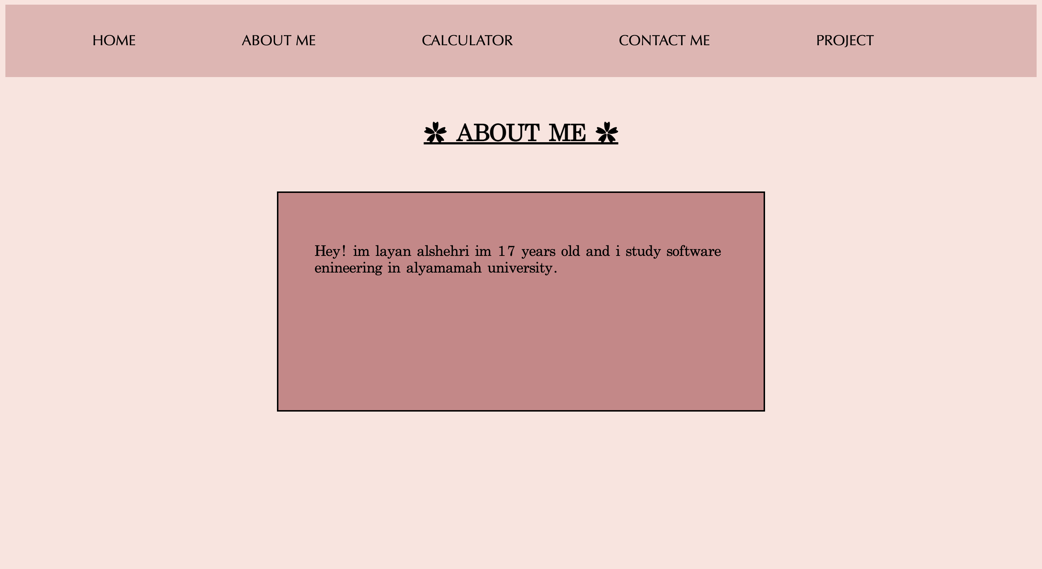 HOME ABOUT ME CALCULATOR CONTACT ME PROJECT
✿ ABOUT ME ✿
Hey! im layan alshehri im 17 years old and i study software
enineering in alyamamah university.